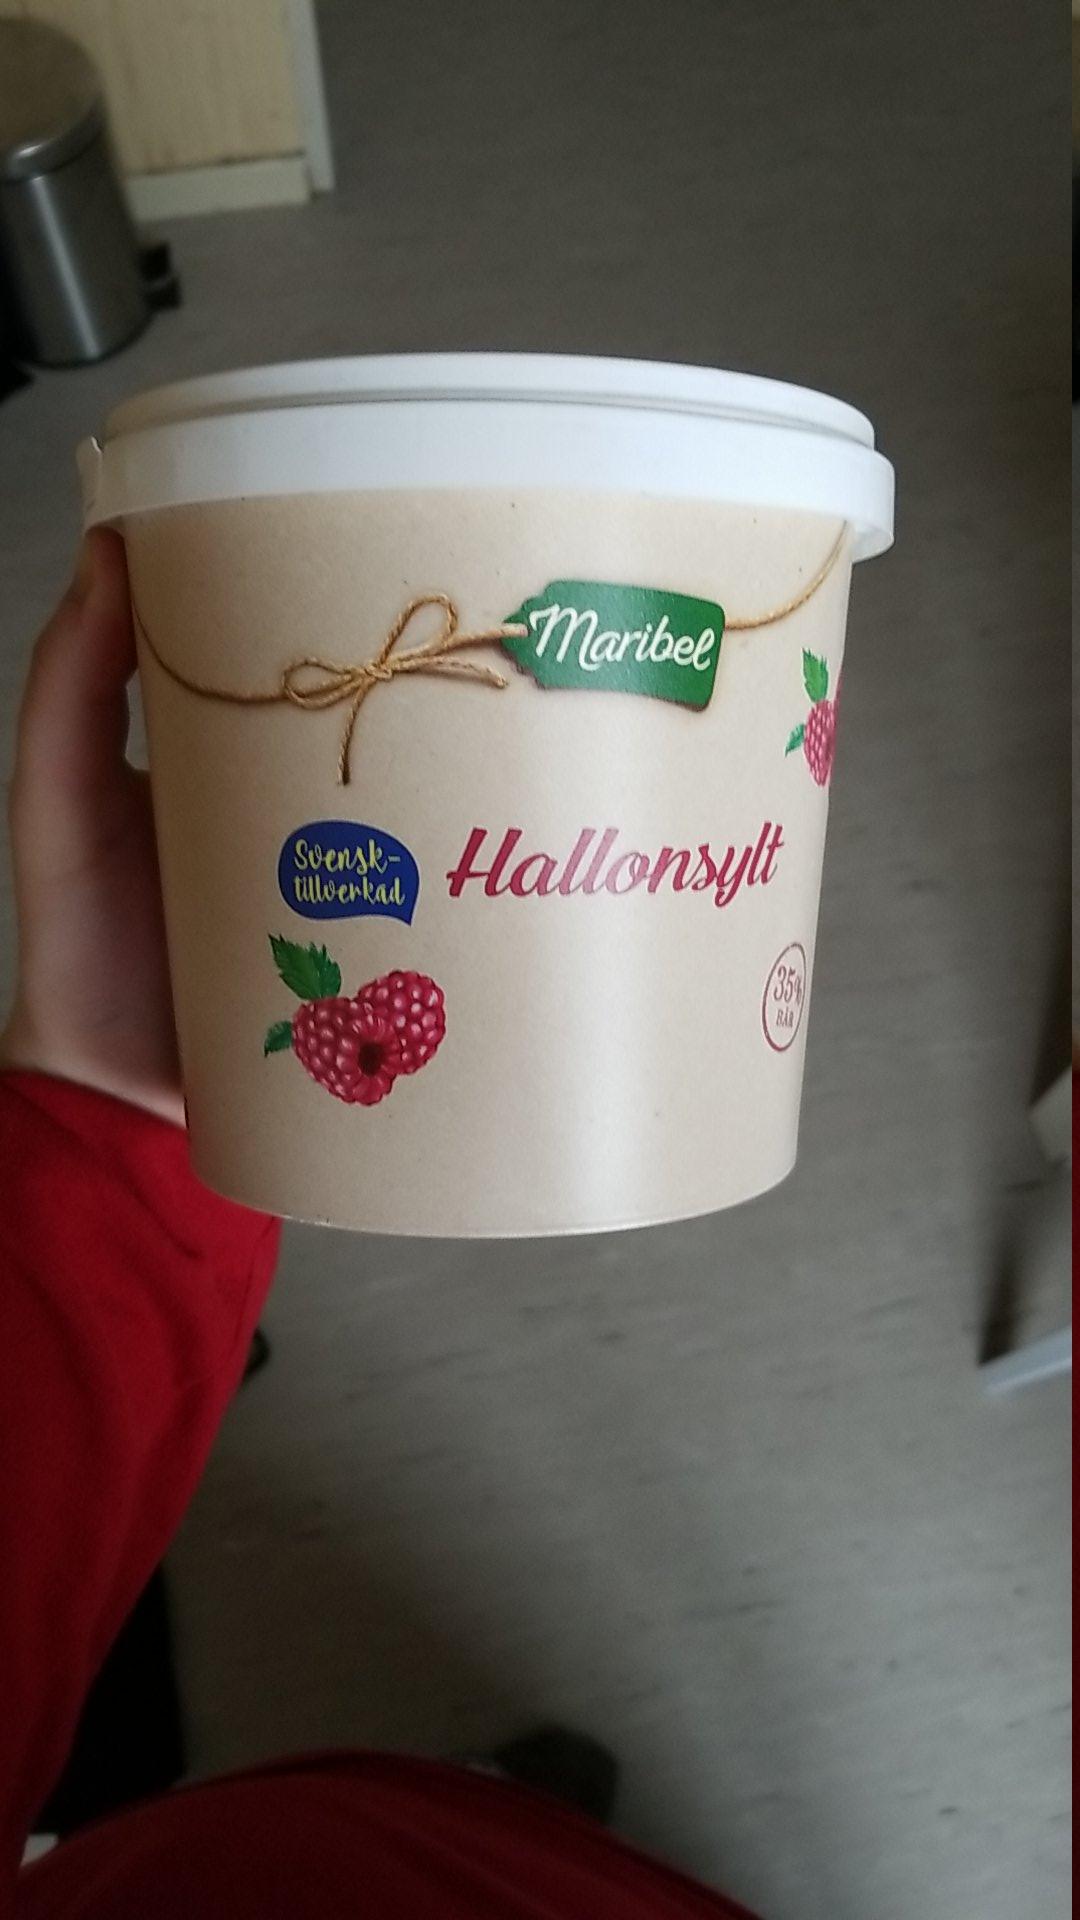 Maribel
Svensk-
tillverkad
Hallonsylt
35%
BÄR